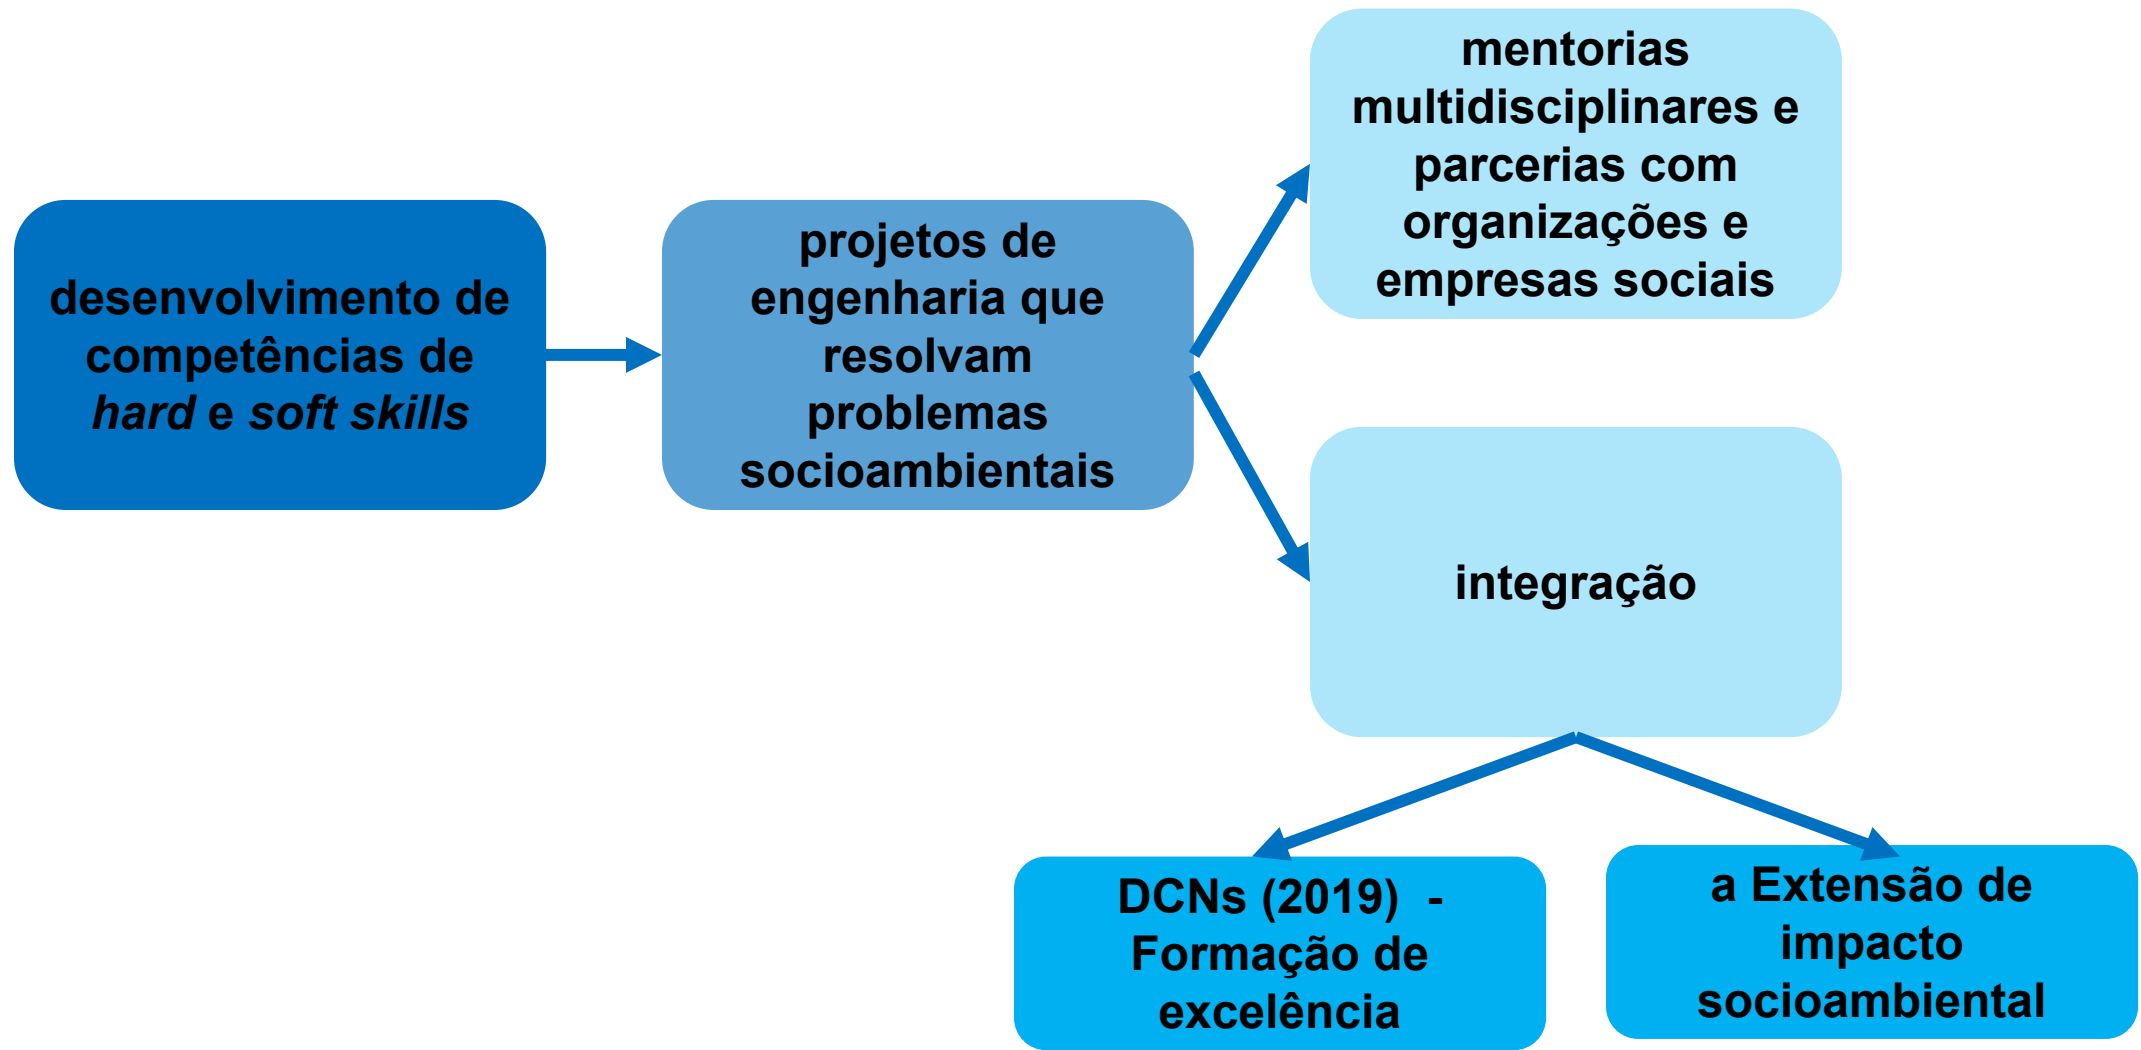 desenvolvimento de
competências de
hard e soft skills
projetos de
engenharia que
resolvam
problemas
socioambientais
mentorias
multidisciplinares e
parcerias com
organizações e
empresas sociais
integração
DCNs (2019)  -
Formação de
excelência
a Extensão de
impacto
socioambiental